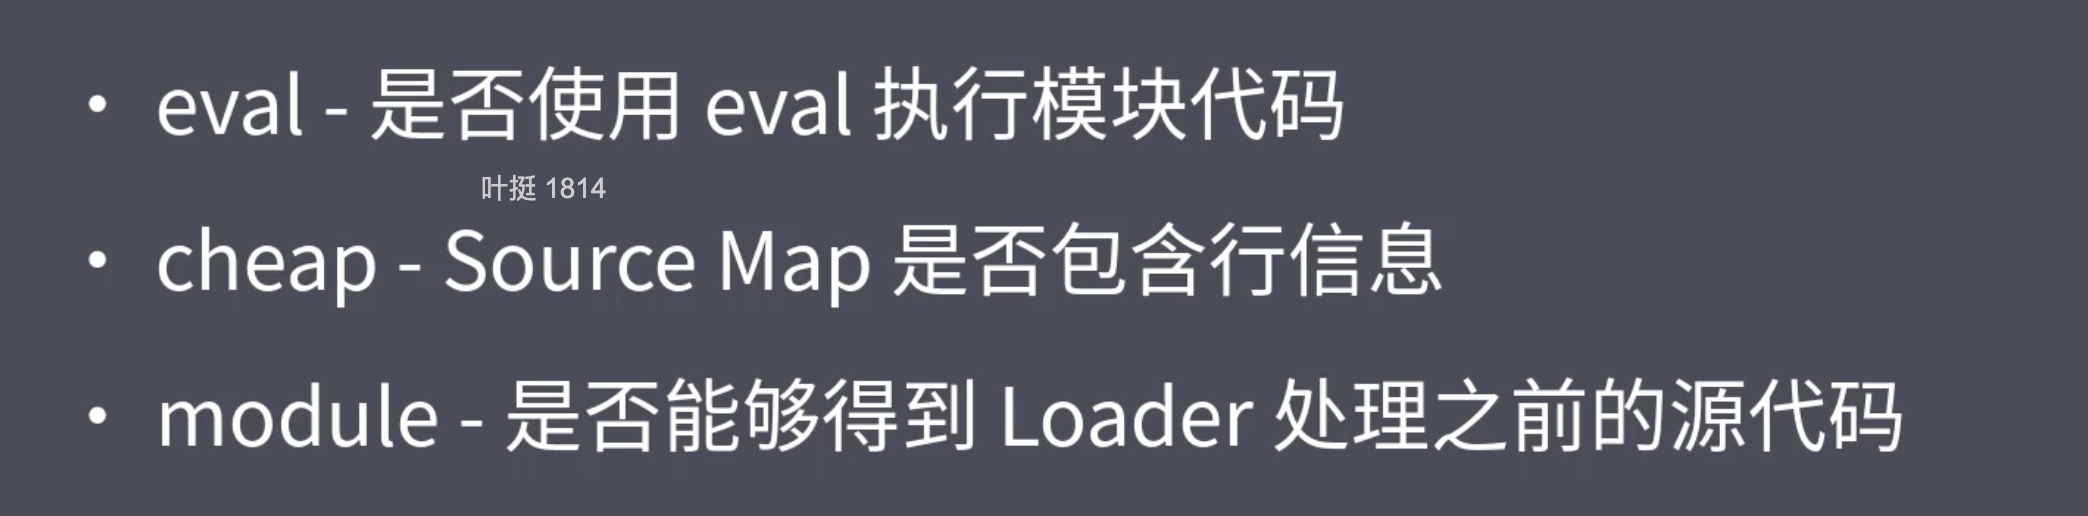 • eval - 是否使用 eval 执行模块代码
叶挺 1814
• cheap - Source Map 是否包含行信息
• module - 是否能够得到 Loader 处理之前的源代码